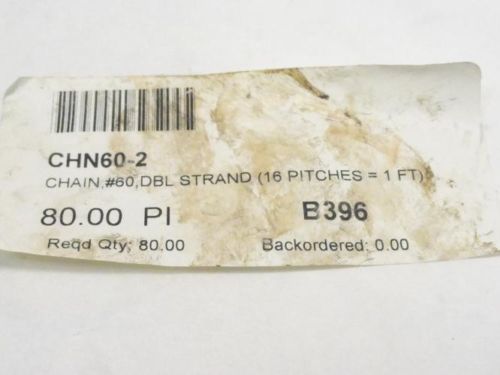 CHN60-2
CHAIN,#60,DBL STRAND (16 PITCHES = 1 FT)
80.00 PI B396
Reqd Qty: 80.00 Backordered: 0.00